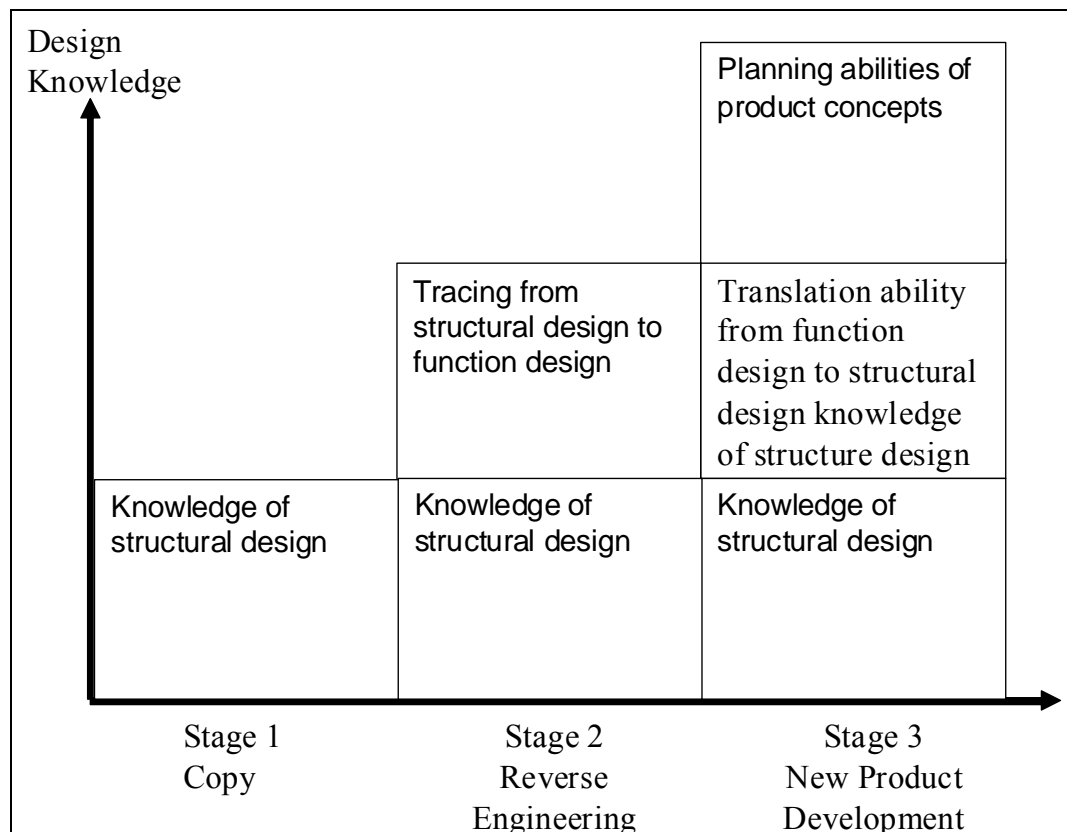 Design
Knowledge
Planning abilities of
product concepts
Tracing from
structural design to
function design
Translation ability
from function
design to structural
design knowledge
of structure design
Knowledge of
structural design
Knowledge of
structural design
Knowledge of
structural design
Stage 1
Copy
Stage 2
Reverse
Engineering
Stage 3
New Product
Development